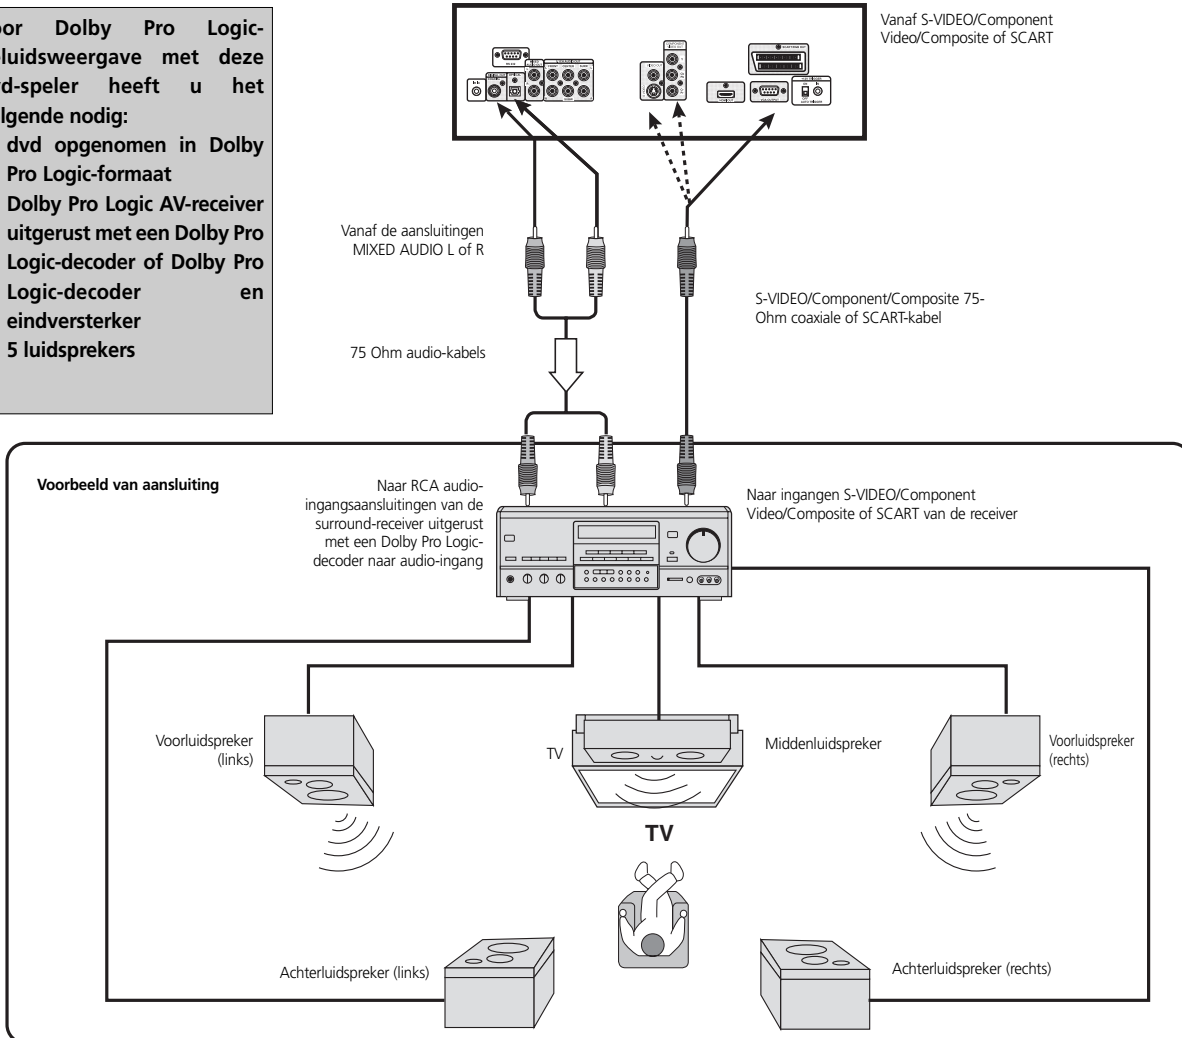 Logic-
Dolby
Pro
met deze
heeft u het
nodig:
dvd opgenomen in Dolby
Pro Logic-formaat
Dolby Pro Logic AV-receiver
uitgerust met een Dolby Pro
Logic-decoder of Dolby Pro
Logic-decoder en
eindversterker
5 luidsprekers
Vanaf S-VIDEO/Component
Video/Composite of SCART
Vanaf de aansluitingen
MIXED AUDIO L of R
S-VIDEO/Component/Composite 75-
Ohm coaxiale of SCART-kabel
75 Ohm audio-kabels
Voorbeeld van aansluiting
Naar RCA audio-
ingangsaansluitingen van de
surround-receiver uitgerust
met een Dolby Pro Logic-
decoder naar audio-ingang
Naar ingangen S-VIDEO/Component
Video/Composite of SCART van de receiver
Voorluidspreker
(links)
TV
Middenluidspreker
Voorluidspreker
(rechts)
TV
Achterluidspreker (links)
Achterluidspreker (rechts)